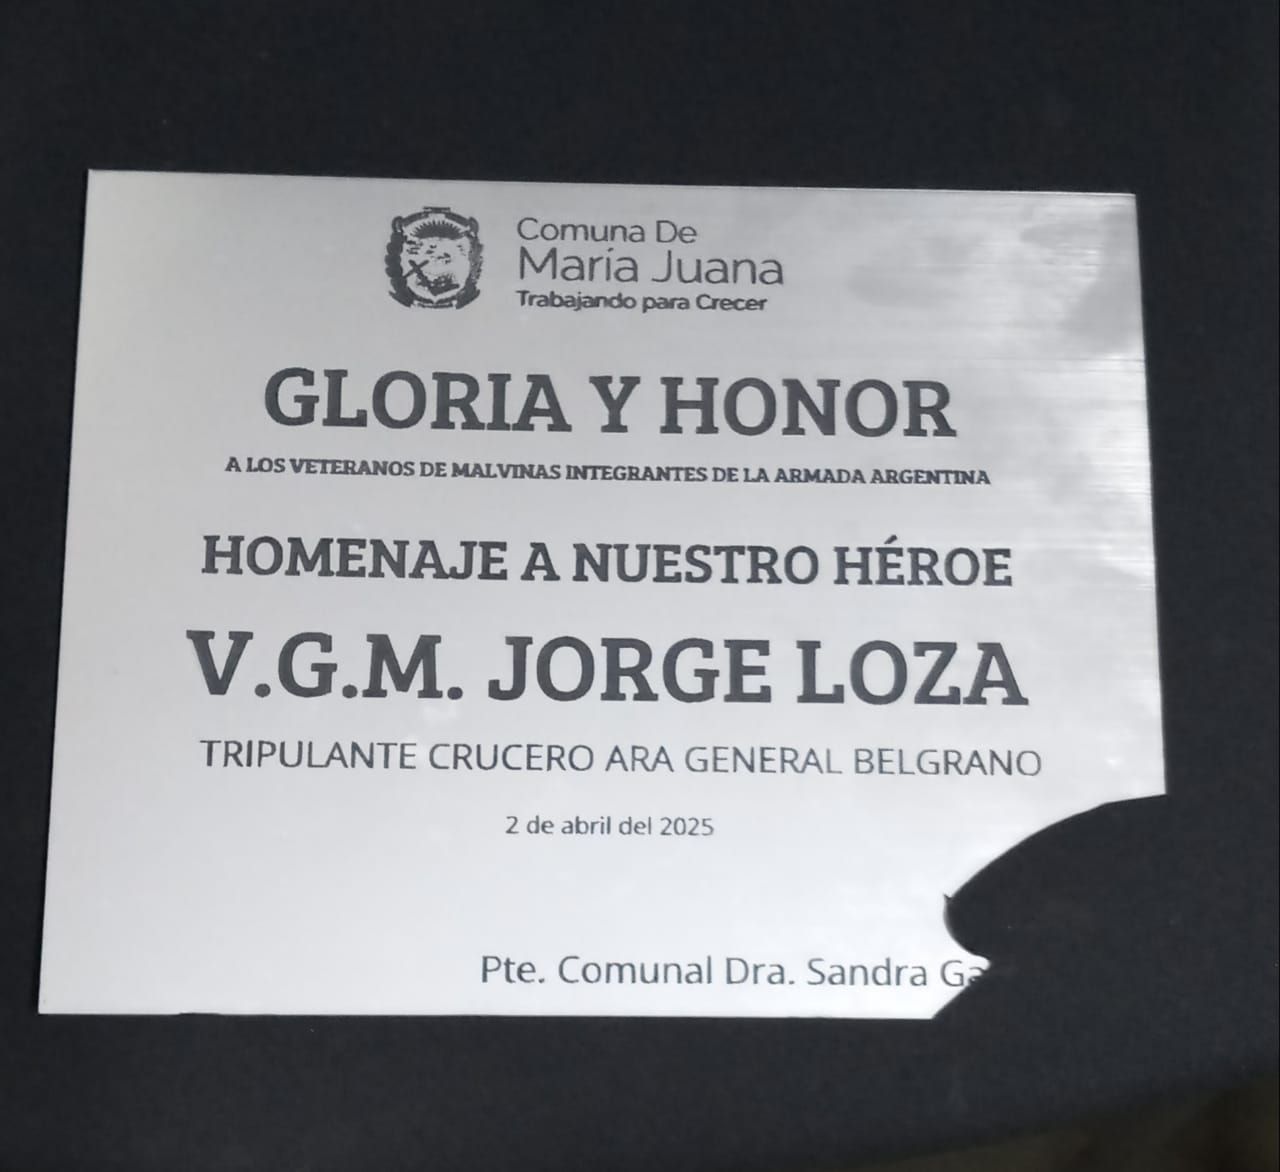 Comuna De
María Juana
Trabajando para Crecer
GLORIA Y HONOR
A LOS VETERANOS DE MALVINAS INTEGRANTES DE LA ARMADA ARGENTINA
HOMENAJE A NUESTRO HÉROE
V.G.M. JORGE LOZA
TRIPULANTE CRUCERO ARA GENERAL BELGRANO
2 de abril del 2025
Pte. Comunal Dra. Sandra